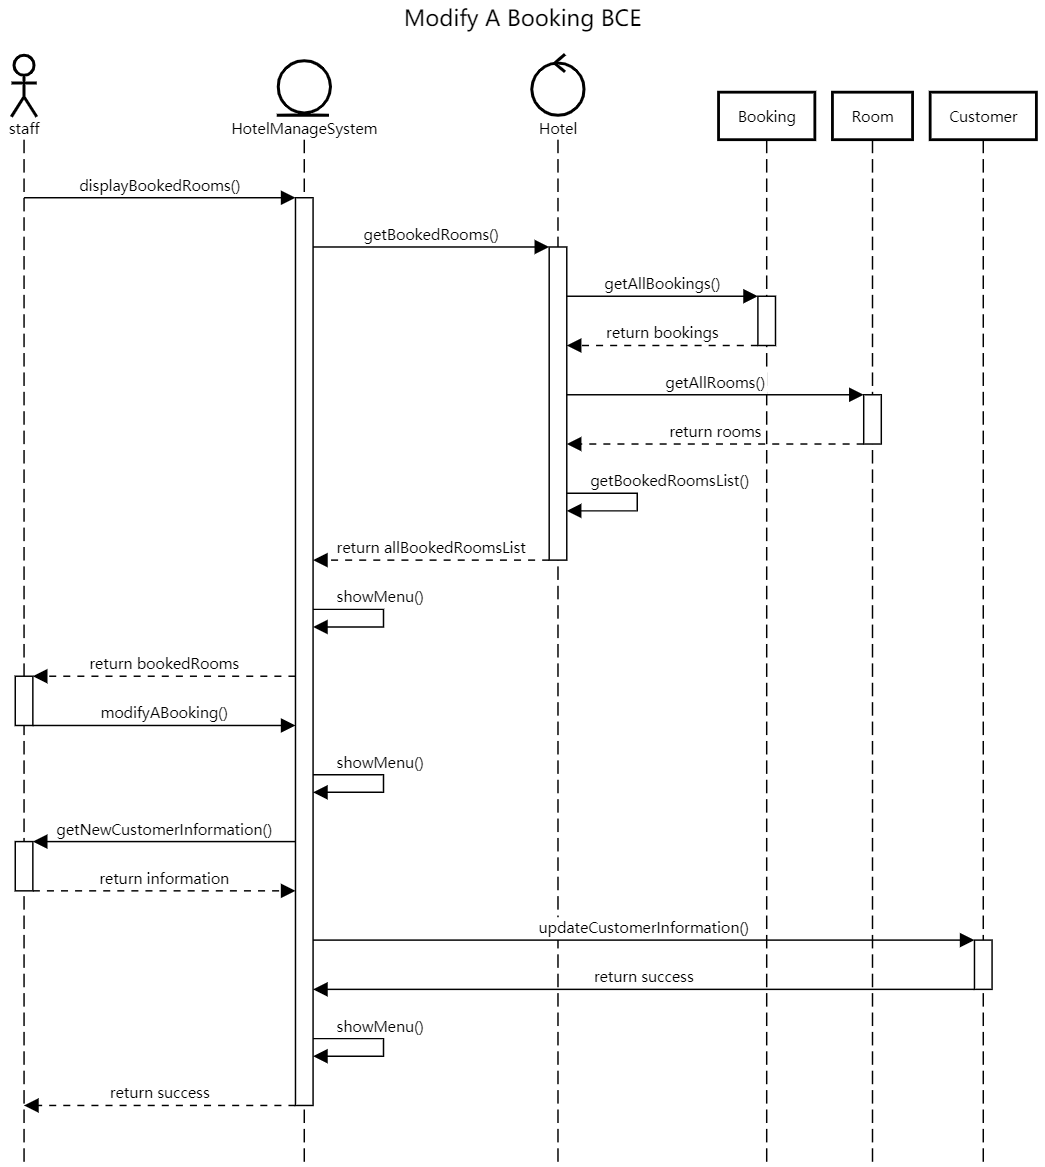 Modify A Booking BCE
staff
HotelManageSystem
Hotel
Booking
Room
Customer
displayBookedRooms()
getBookedRooms()
getAllBookings()
return bookings
getAllRooms()
return rooms
getBookedRoomsList()
return allBookedRoomsList
showMenu()
return bookedRooms
modifyABooking()
showMenu()
getNewCustomerInformation()
return information
updateCustomerInformation()
return success
showMenu()
return success